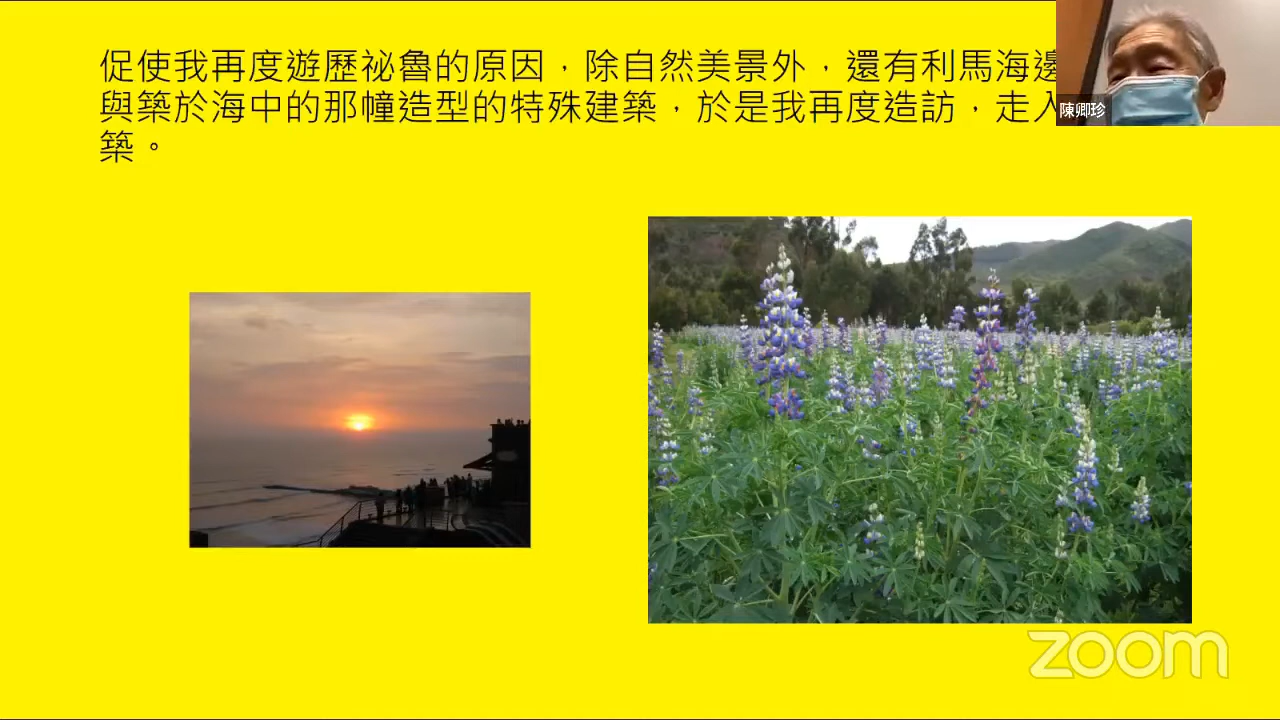 促使我再度遊歷祕魯的原因，除自然美景外，還有利馬海邊
與築於海中的那幢造型的特殊建築，於是我再度造訪，走入
築。
陳卿珍
zoom